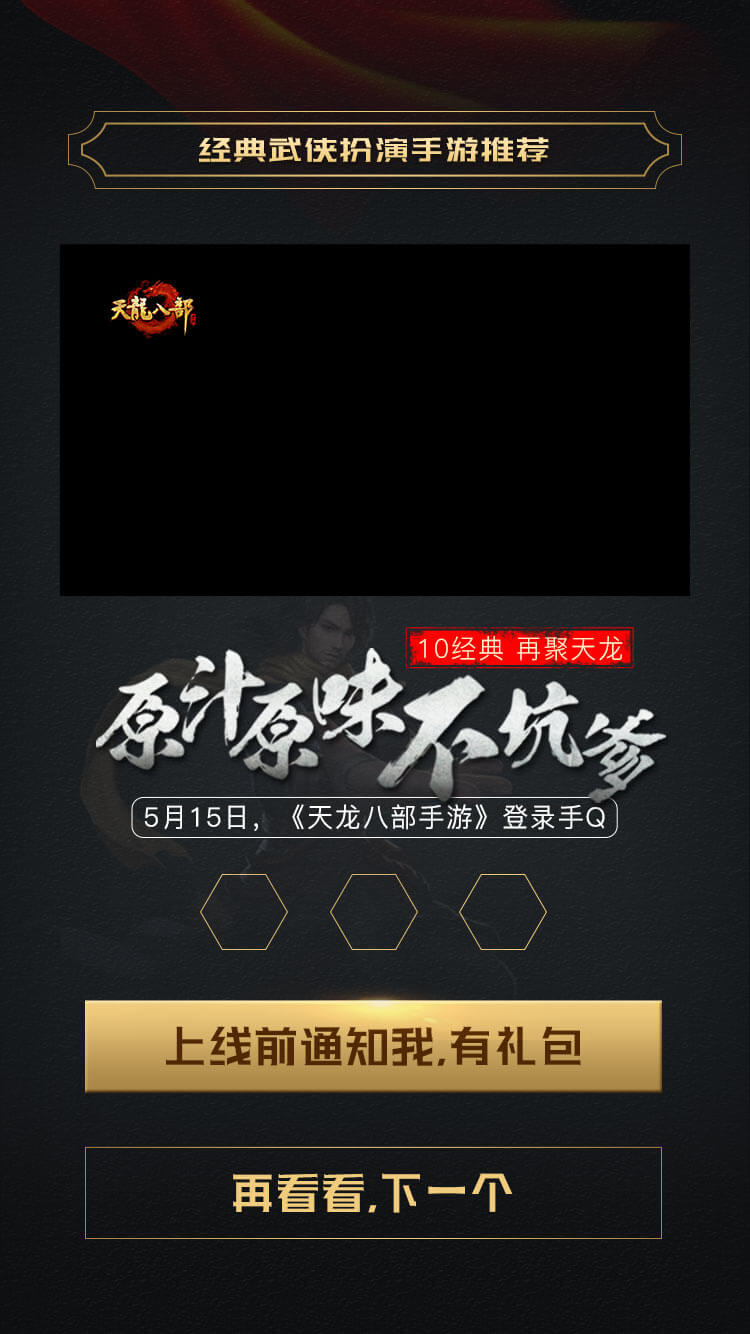 经典武侠扮演手游推荐
天龍八部
10经典 再聚天龙
原汁原味不坑爹
5月15日，《天龙八部手游》登录手Q
上线前通知我,有礼包
再看看,下一个